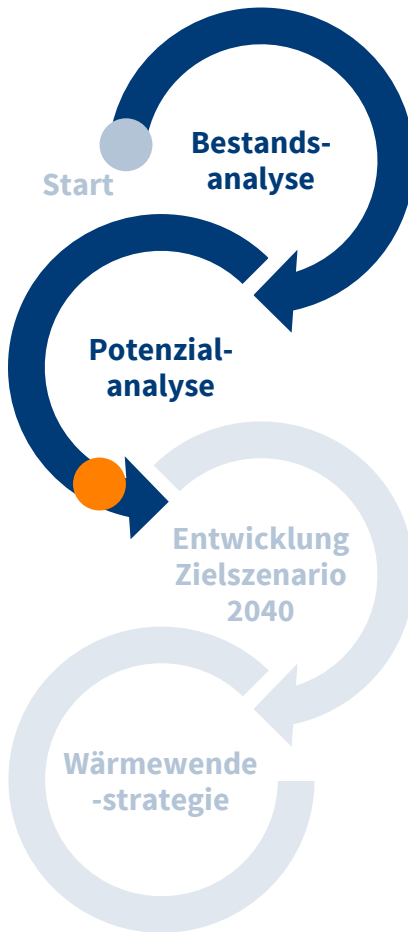 Bestands-
analyse
Start
Potenzial-
analyse
Entwicklung
Zielszenario
2040
Wärmewende
-strategie